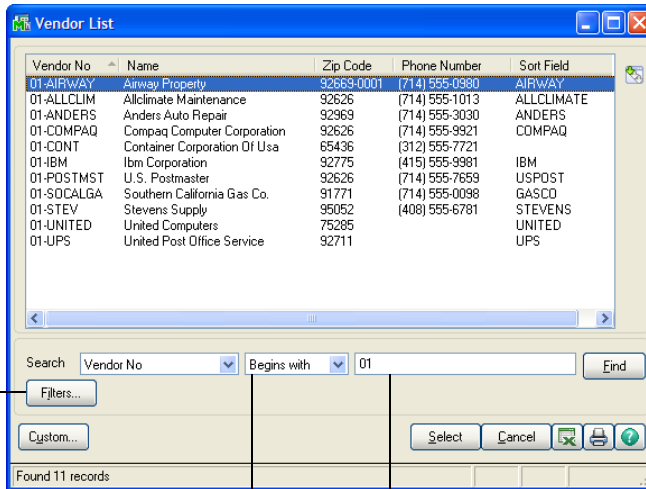 Vendor List
Vendor No Name Zip Code Phone Number Sort Field
01-AIRWAY Airway Property 92669-0001 (714) 555-0980 AIRWAY
01-ALLCLIM Allclimate Maintenance 92626 (714) 555-1013 ALLCLIMATE
01-ANDERS Anders Auto Repair 92969 (714) 555-3030 ANDERS
01-COMPAQ Compaq Computer Corporation 92626 (714) 555-9921 COMPAQ
01-CONT Container Corporation Of Usa 65436 (312) 555-7721
01-IBM Ibm Corporation 92775 (415) 555-9981 IBM
01-POSTMST U.S. Postmaster 92626 (714) 555-7659 USPOST
01-SOCALGA Southern California Gas Co. 91771 (714) 555-0098 GASCO
01-STEV Stevens Supply 95052 (408) 555-6781 STEVENS
01-UNITED United Computers 75285 UNITED
01-UPS United Post Office Service 92711 UPS
Search Vendor No Begins with 01 Find
Filters...
Custom... Select Cancel
Found 11 records